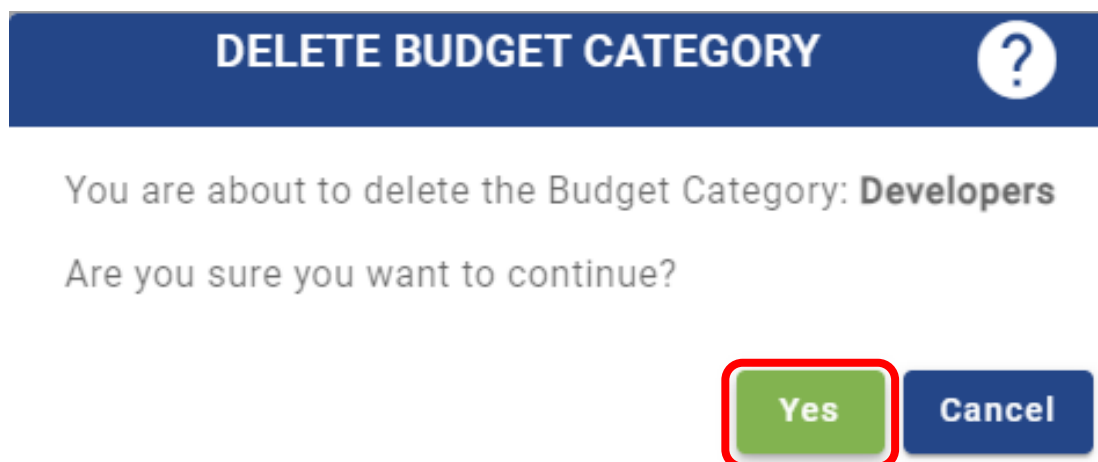 DELETE BUDGET CATEGORY ?
You are about to delete the Budget Category: Developers
Are you sure you want to continue?
Yes Cancel